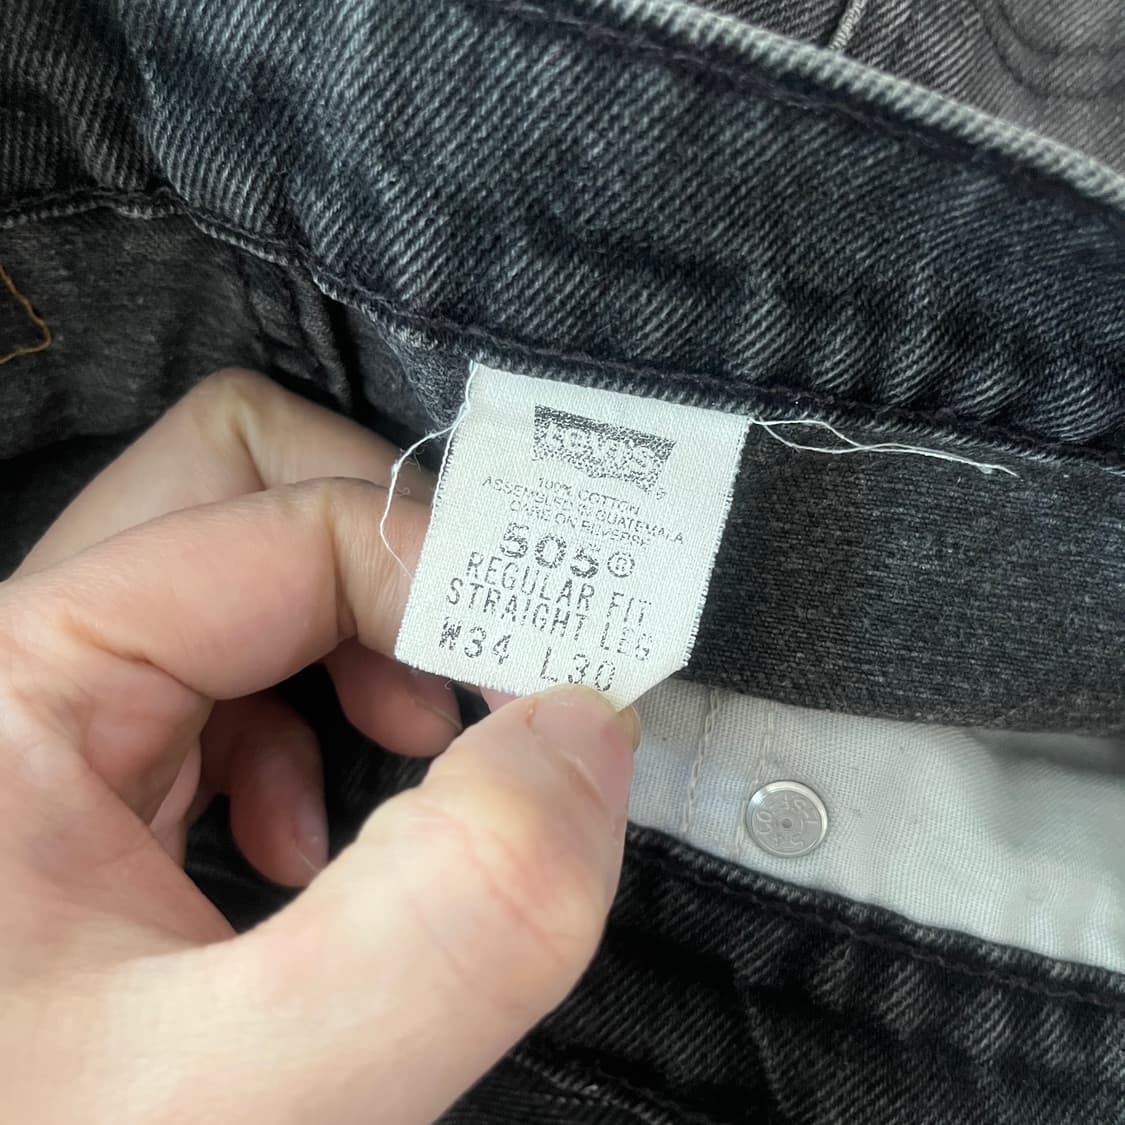 LEVI'S
100% COTTON
ASSEMBLED IN GUATEMALA
CARE ON REVERSE
505®
REGULAR FIT
STRAIGHT LEG
W34 L30